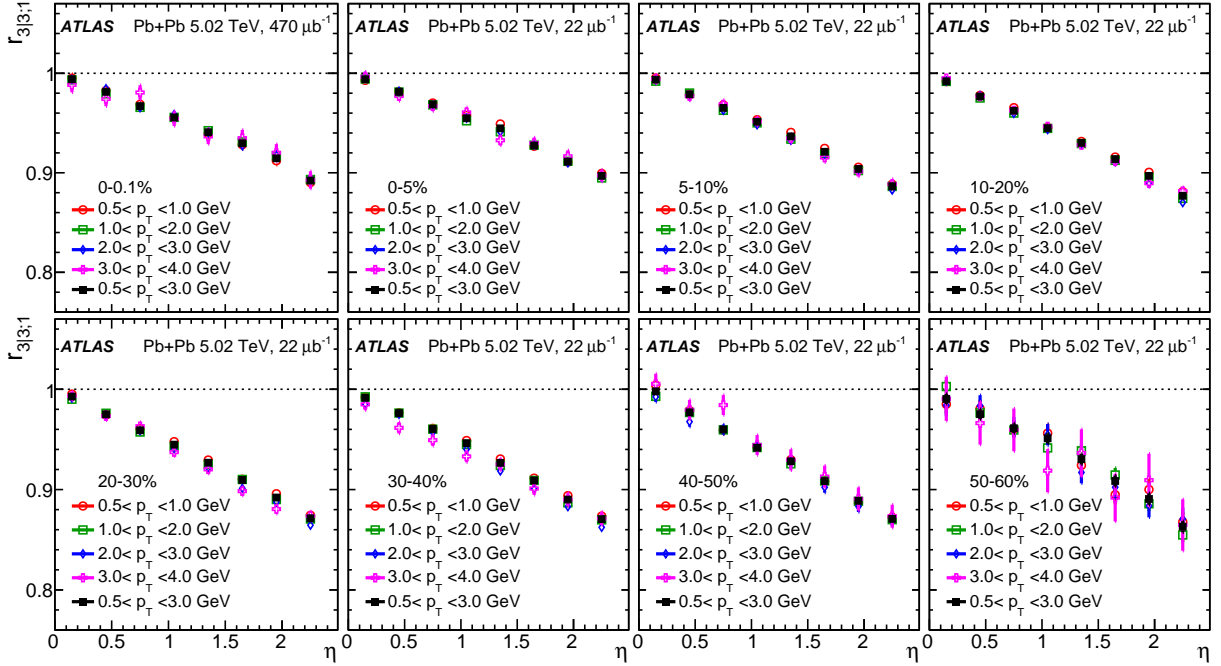 r3|3;1
ATLAS Pb+Pb 5.02 TeV, 470 μb-1
1
0.9
0.8
0-0.1%
0.5< pT <1.0 GeV
1.0< pT <2.0 GeV
2.0< pT <3.0 GeV
3.0< pT <4.0 GeV
0.5< pT <3.0 GeV
ATLAS Pb+Pb 5.02 TeV, 22 μb-1
0-5%
0.5< pT <1.0 GeV
1.0< pT <2.0 GeV
2.0< pT <3.0 GeV
3.0< pT <4.0 GeV
0.5< pT <3.0 GeV
ATLAS Pb+Pb 5.02 TeV, 22 μb-1
5-10%
0.5< pT <1.0 GeV
1.0< pT <2.0 GeV
2.0< pT <3.0 GeV
3.0< pT <4.0 GeV
0.5< pT <3.0 GeV
ATLAS Pb+Pb 5.02 TeV, 22 μb-1
10-20%
0.5< pT <1.0 GeV
1.0< pT <2.0 GeV
2.0< pT <3.0 GeV
3.0< pT <4.0 GeV
0.5< pT <3.0 GeV
r3|3;1
ATLAS Pb+Pb 5.02 TeV, 22 μb-1
1
0.9
0.8
20-30%
0.5< pT <1.0 GeV
1.0< pT <2.0 GeV
2.0< pT <3.0 GeV
3.0< pT <4.0 GeV
0.5< pT <3.0 GeV
0 0.5 1 1.5 2 η
ATLAS Pb+Pb 5.02 TeV, 22 μb-1
30-40%
0.5< pT <1.0 GeV
1.0< pT <2.0 GeV
2.0< pT <3.0 GeV
3.0< pT <4.0 GeV
0.5< pT <3.0 GeV
0 0.5 1 1.5 2 η
ATLAS Pb+Pb 5.02 TeV, 22 μb-1
40-50%
0.5< pT <1.0 GeV
1.0< pT <2.0 GeV
2.0< pT <3.0 GeV
3.0< pT <4.0 GeV
0.5< pT <3.0 GeV
0 0.5 1 1.5 2 η
ATLAS Pb+Pb 5.02 TeV, 22 μb-1
50-60%
0.5< pT <1.0 GeV
1.0< pT <2.0 GeV
2.0< pT <3.0 GeV
3.0< pT <4.0 GeV
0.5< pT <3.0 GeV
0 0.5 1 1.5 2 η